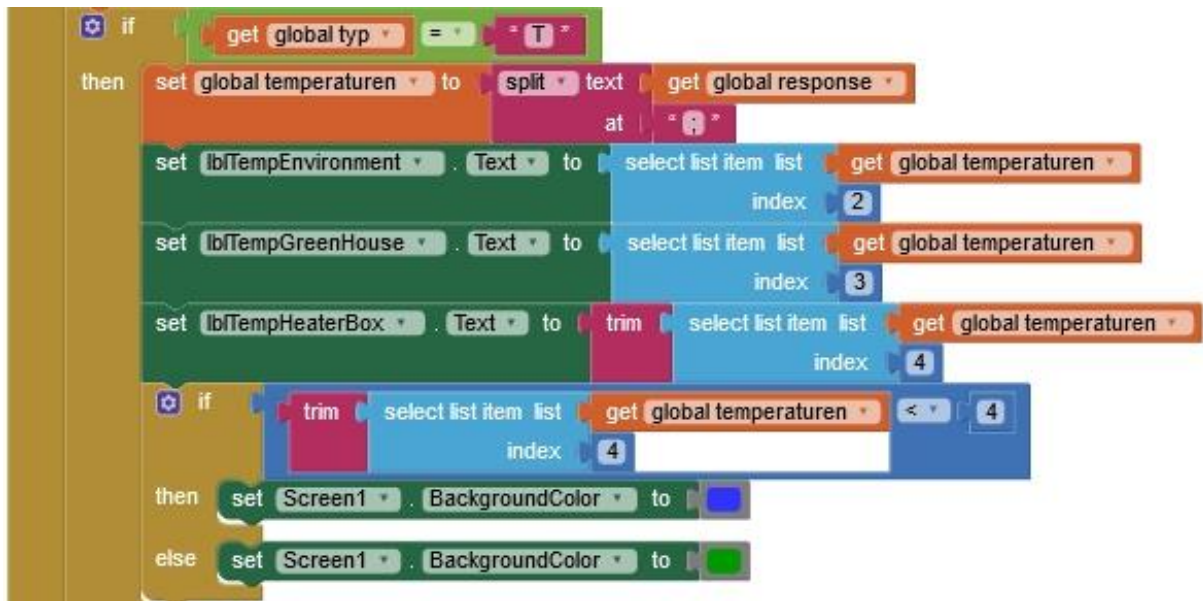 if get global typ = " T "
then set global temperaturen to split text get global response
at " ; "
set lblTempEnvironment . Text to select list item list get global temperaturen
index 2
set lblTempGreenHouse . Text to select list item list get global temperaturen
index 3
set lblTempHeaterBox . Text to trim select list item list get global temperaturen
index 4
if trim select list item list get global temperaturen < 4
index 4
then set Screen1 . BackgroundColor to
else set Screen1 . BackgroundColor to